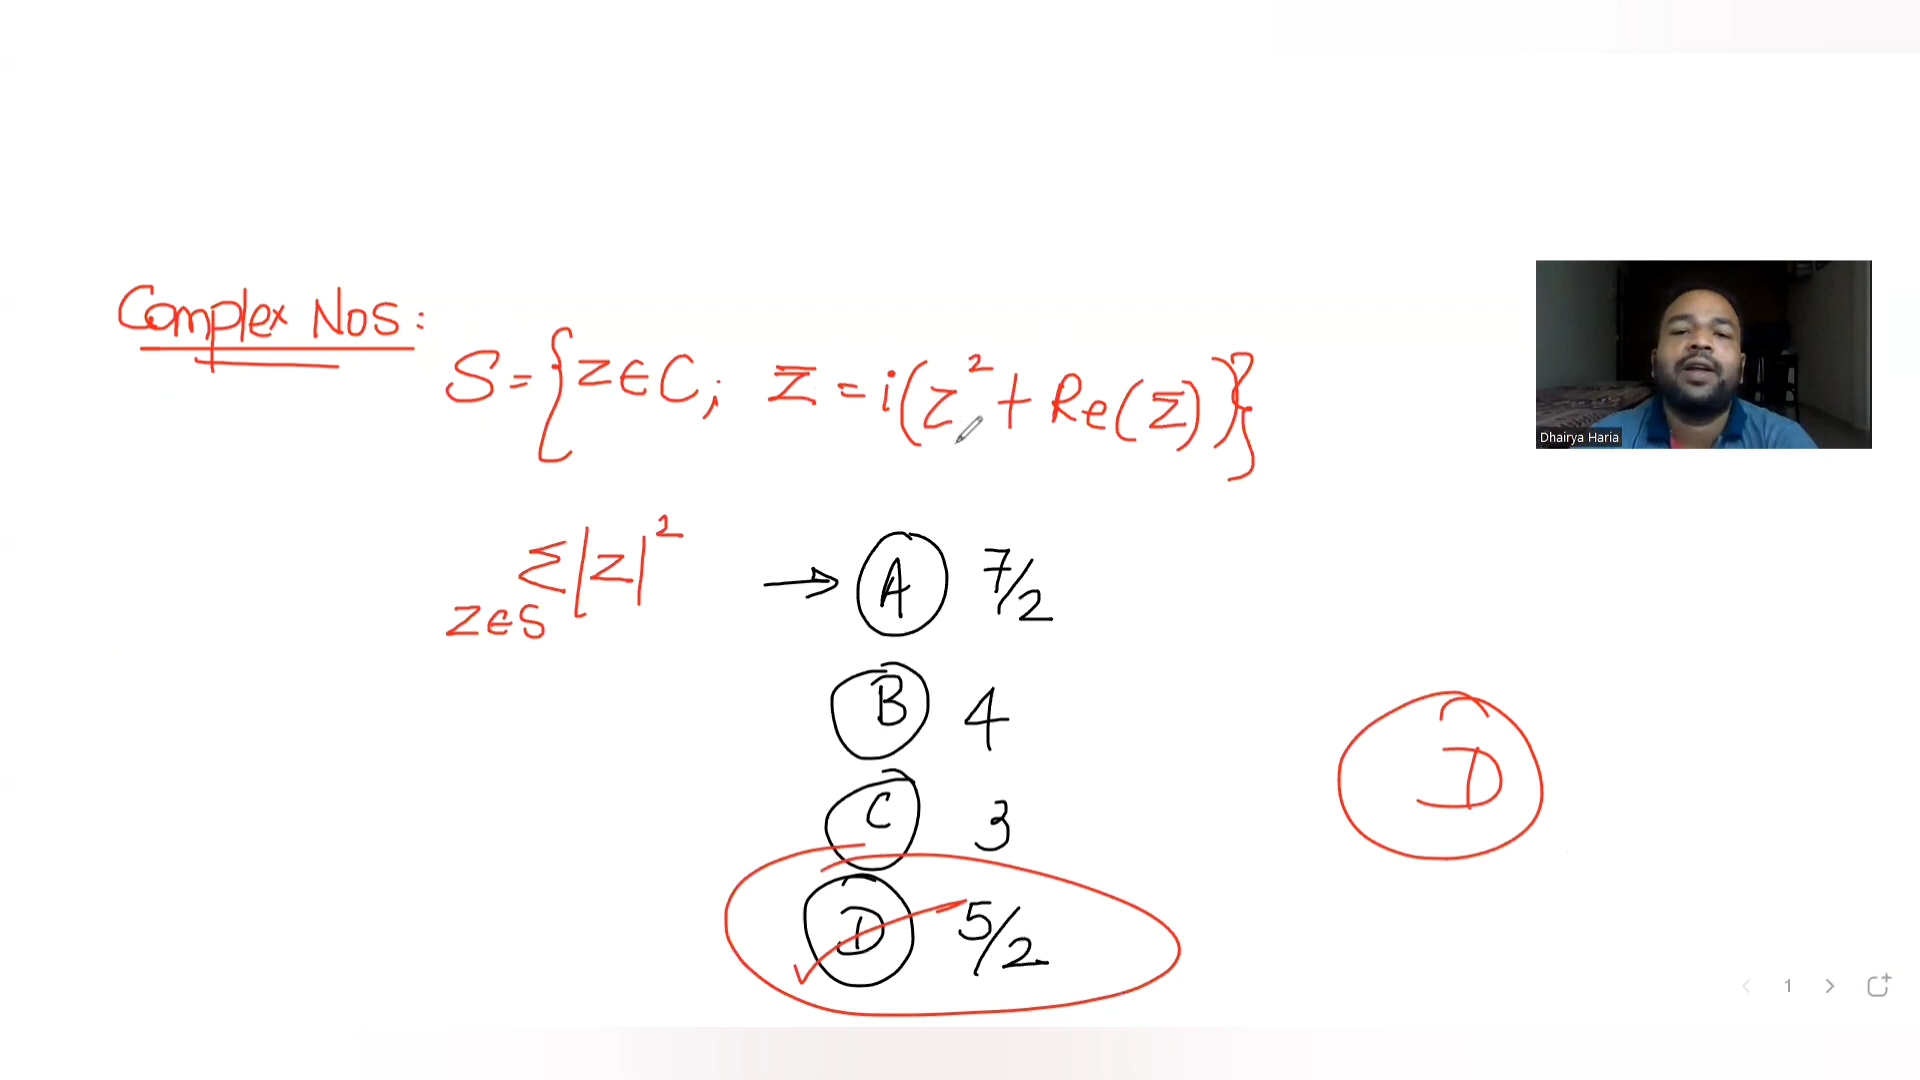 Complex Nos:
S = {z ∈ C; z̅ = i(z² + Re(z̅))}
Σ|z|²
z∈S
→ A 7/2
B 4
C 3
D 5/2
D
Dhairya Haria
1